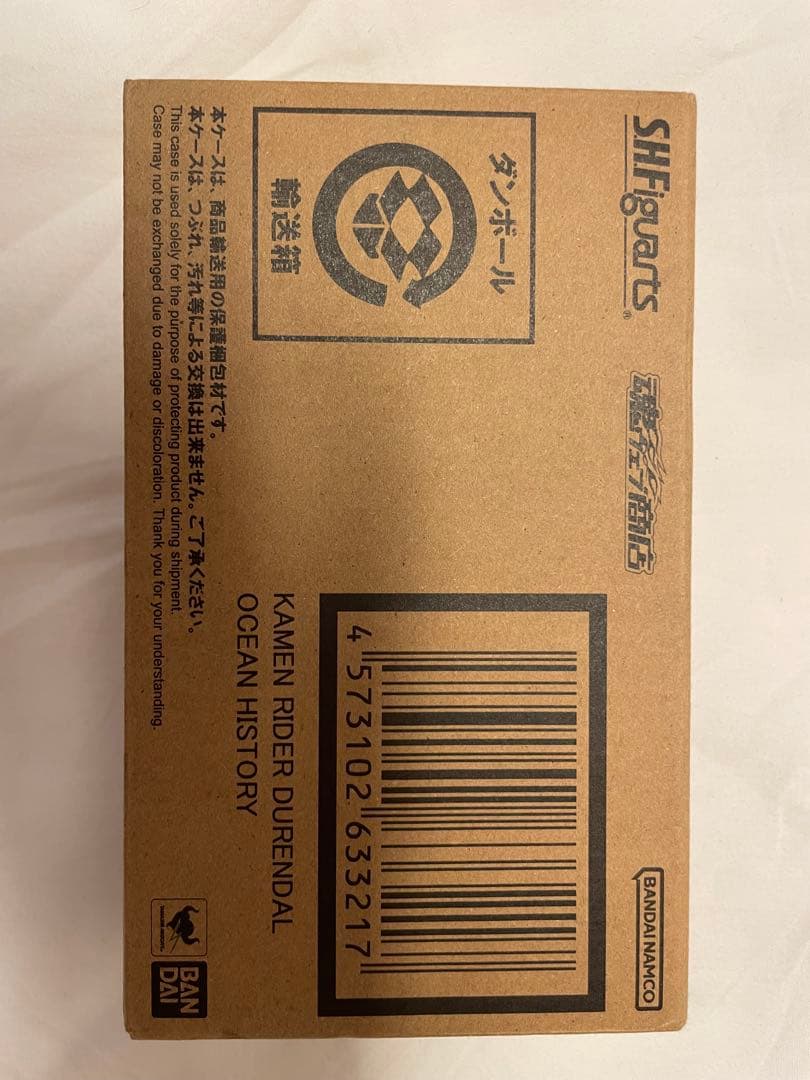 S.H.Figuarts®
魂ウェブ商店
BANDAI NAMCO
ダンボール
輸送箱
4 573102 633217
KAMEN RIDER DURENDAL
OCEAN HISTORY
本ケースは、商品輸送用の保護梱包材です。
本ケースは、つぶれ、汚れ等による交換は出来ません。ご了承ください。
This case is used solely for the purpose of protecting product during shipment.
Case may not be exchanged due to damage or discoloration. Thank you for your understanding.
BAN
DAI